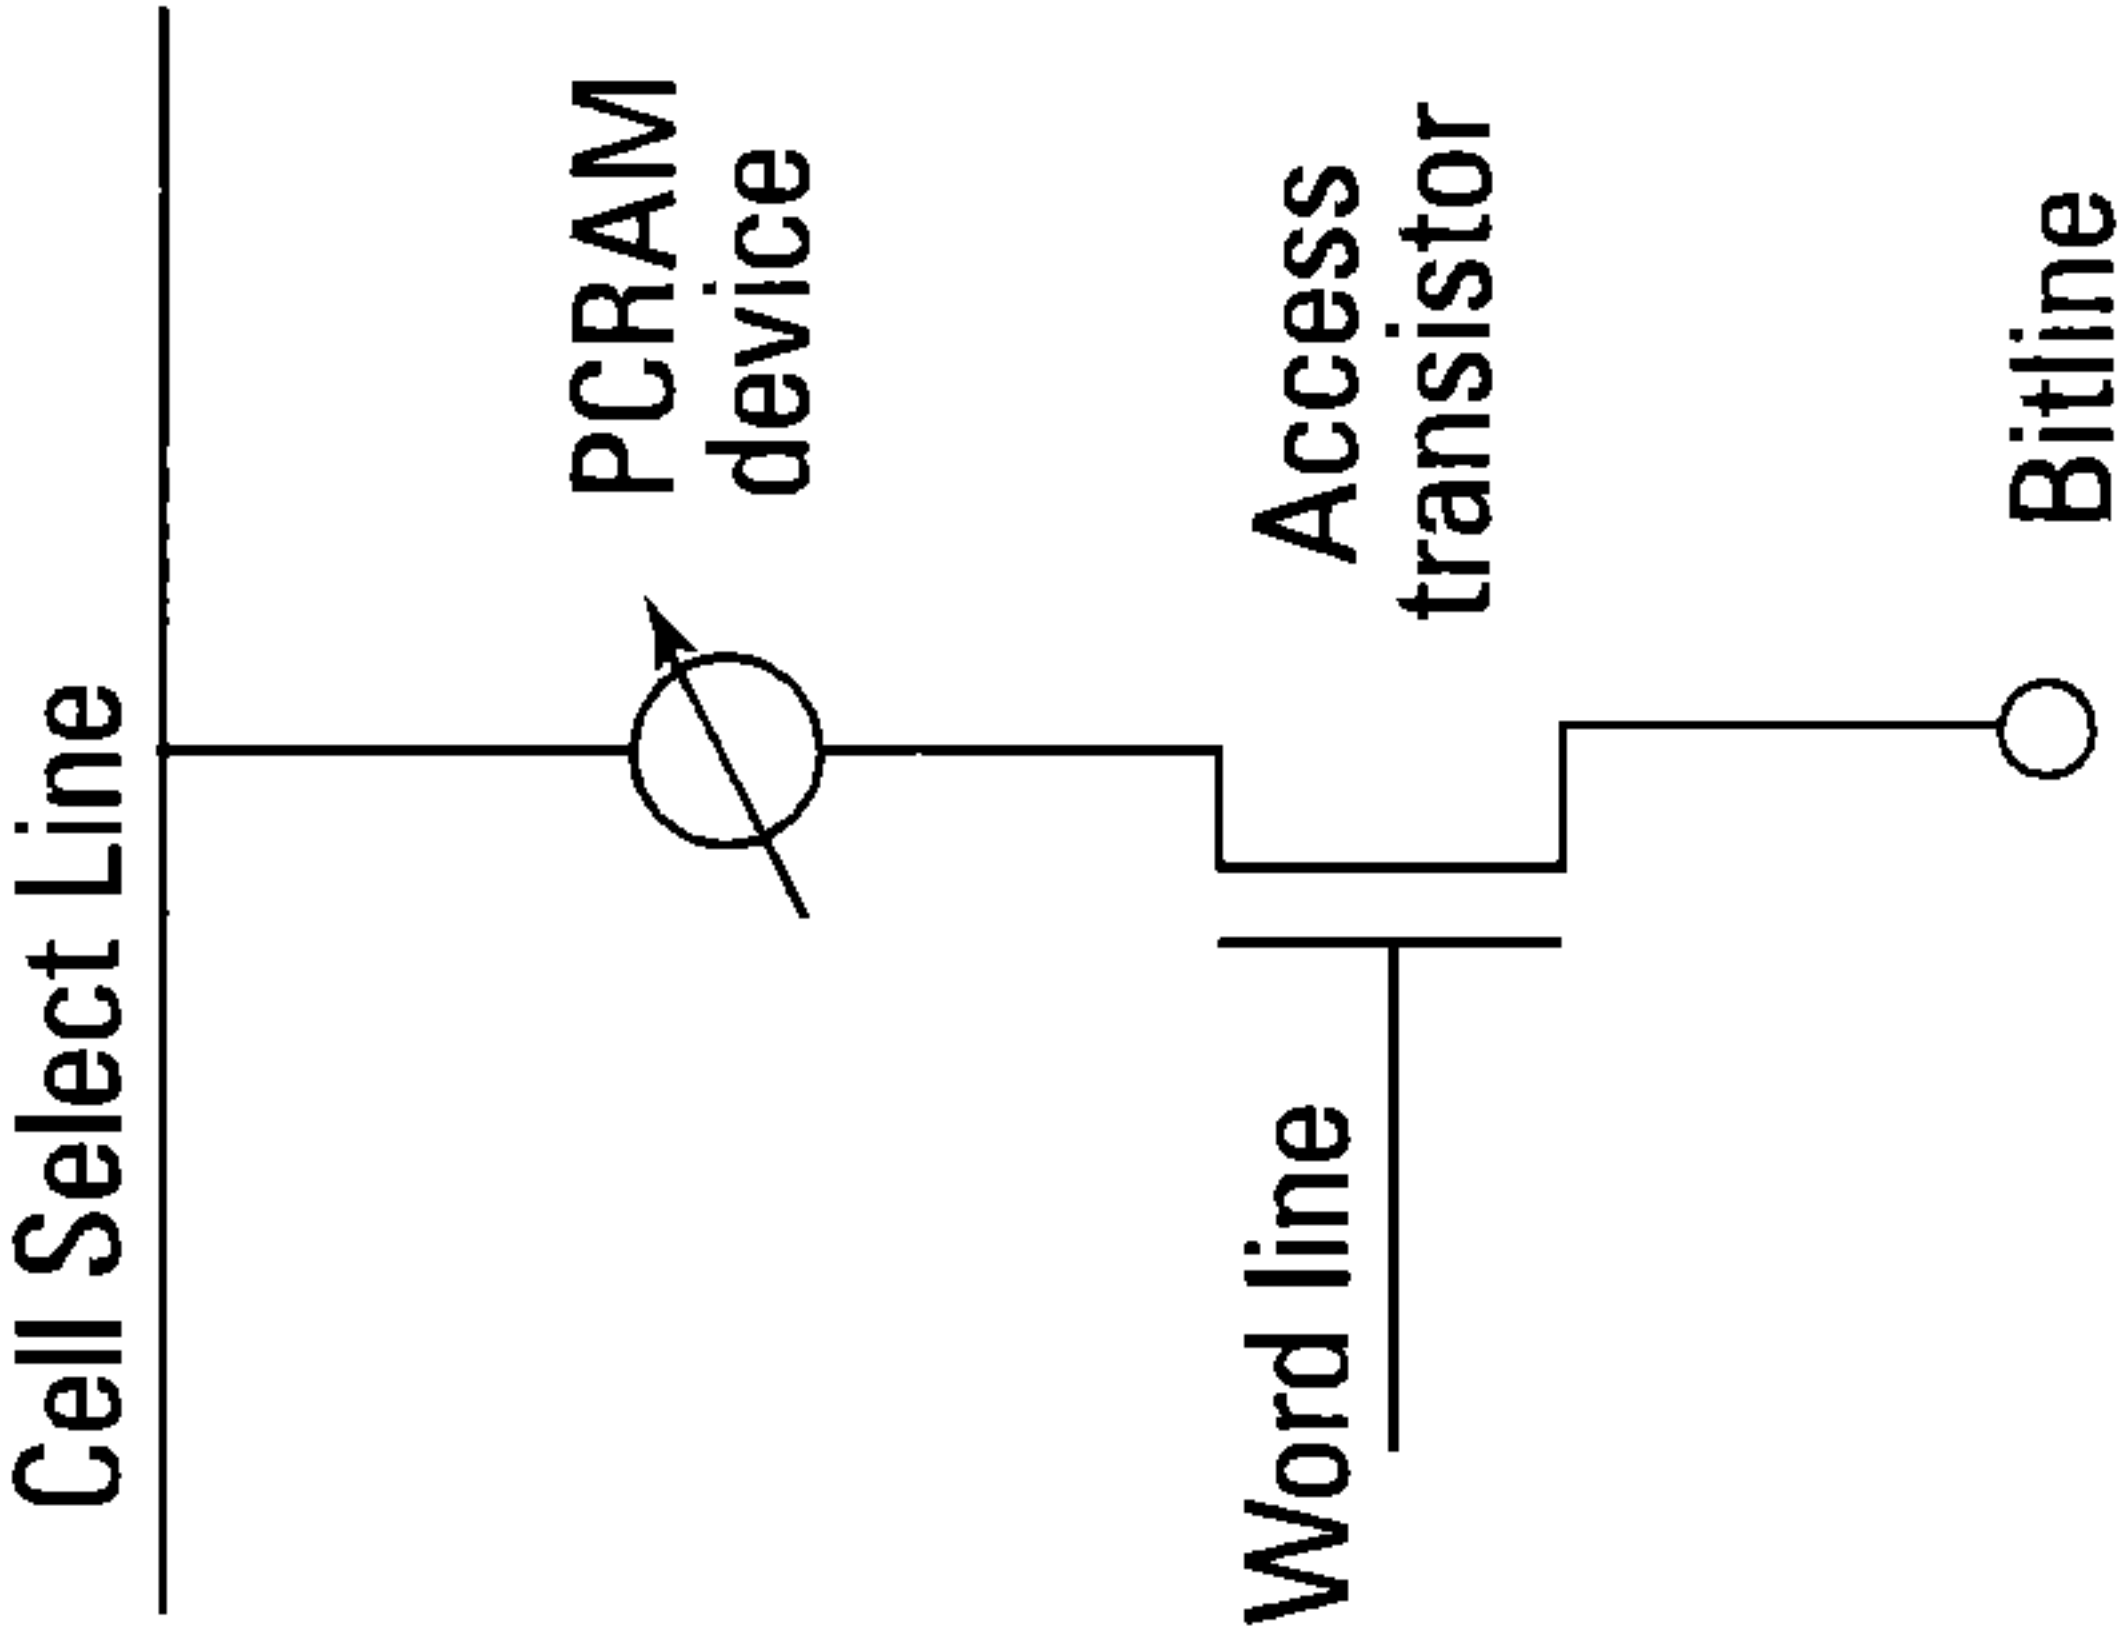 Cell Select Line
PCRAM
device
Access
transistor
Word line
Bitline